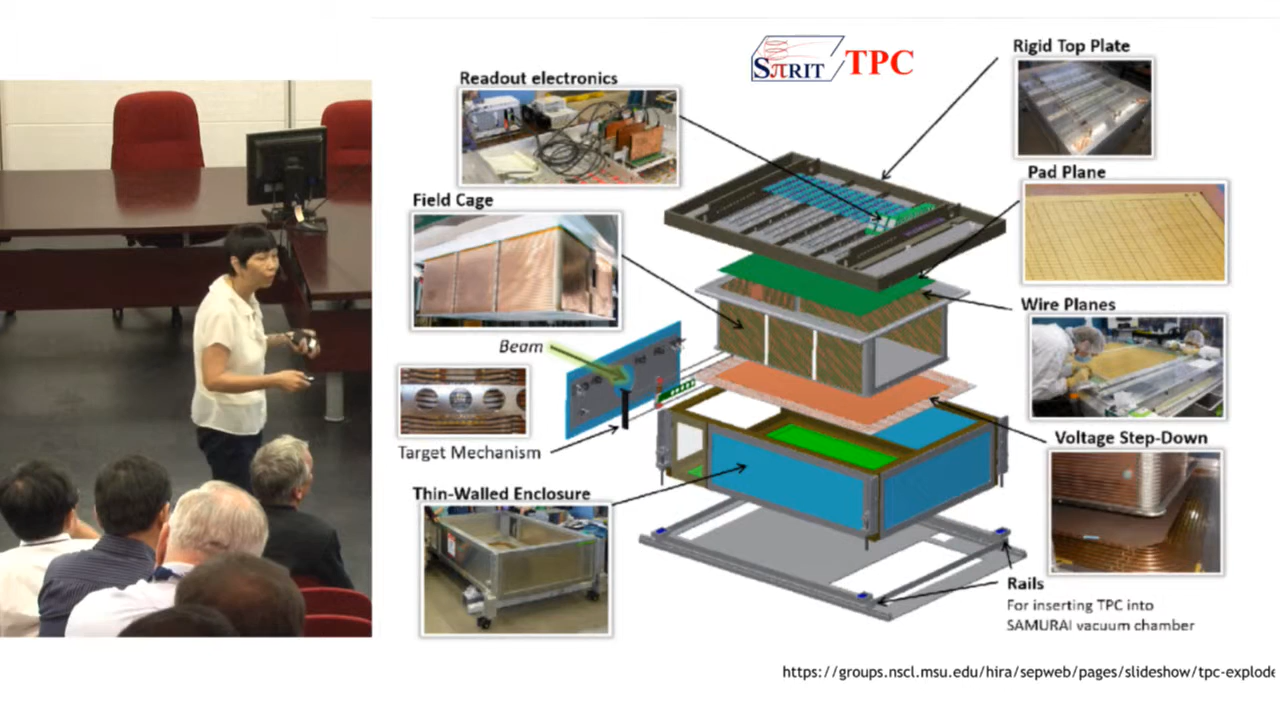 SπRIT TPC
Rigid Top Plate
Readout electronics
Pad Plane
Field Cage
Wire Planes
Beam
Voltage Step-Down
Target Mechanism
Thin-Walled Enclosure
Rails
For inserting TPC into
SAMURAI vacuum chamber
https://groups.nscl.msu.edu/hira/sepweb/pages/slideshow/tpc-explode